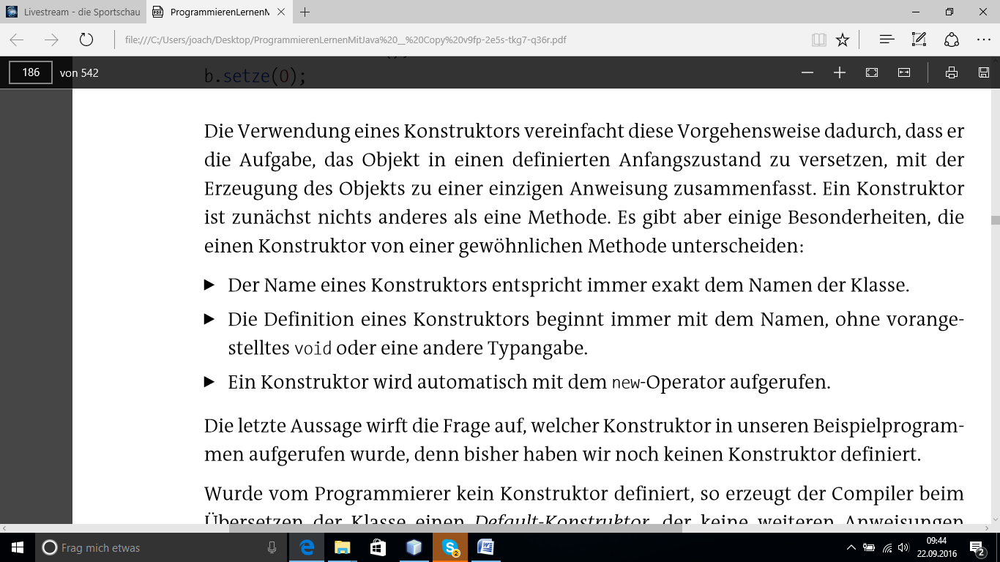 Livestream - die Sportschau
ProgrammierenLernenM
file:///C:/Users/joach/Desktop/ProgrammierenLernenMitJava%20__%20Copy%20v9fp-2e5s-tkg7-q36r.pdf
186 von 542
b.setze(0);
Die Verwendung eines Konstruktors vereinfacht diese Vorgehensweise dadurch, dass er
die Aufgabe, das Objekt in einen definierten Anfangszustand zu versetzen, mit der
Erzeugung des Objekts zu einer einzigen Anweisung zusammenfasst. Ein Konstruktor
ist zunächst nichts anderes als eine Methode. Es gibt aber einige Besonderheiten, die
einen Konstruktor von einer gewöhnlichen Methode unterscheiden:
► Der Name eines Konstruktors entspricht immer exakt dem Namen der Klasse.
► Die Definition eines Konstruktors beginnt immer mit dem Namen, ohne vorange-
stelltes void oder eine andere Typangabe.
► Ein Konstruktor wird automatisch mit dem new-Operator aufgerufen.
Die letzte Aussage wirft die Frage auf, welcher Konstruktor in unseren Beispielprogram-
men aufgerufen wurde, denn bisher haben wir noch keinen Konstruktor definiert.
Wurde vom Programmierer kein Konstruktor definiert, so erzeugt der Compiler beim
Übersetzen der Klasse einen Default-Konstruktor, der keine weiteren Anweisungen
Frag mich etwas
2
09:44
22.09.2016
2